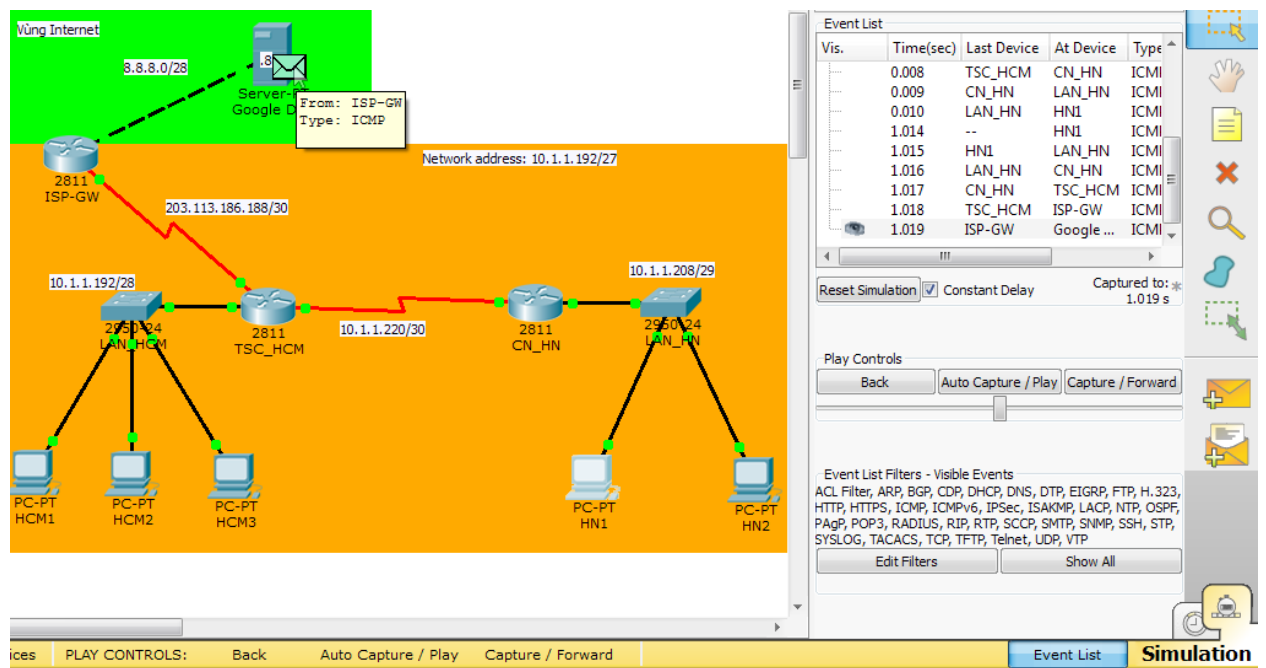 Vùng Internet
8.8.8.0/28
.8
Server-PT
Google D
From: ISP-GW
Type: ICMP
2811
ISP-GW
Network address: 10.1.1.192/27
203.113.186.188/30
10.1.1.192/28
2950-24
LAN_HCM
2811
TSC_HCM
10.1.1.220/30
2811
CN_HN
10.1.1.208/29
2950-24
LAN_HN
PC-PT
HCM1
PC-PT
HCM2
PC-PT
HCM3
PC-PT
HN1
PC-PT
HN2
Event List
Vis. Time(sec) Last Device At Device Type
0.008 TSC_HCM CN_HN ICMI
0.009 CN_HN LAN_HN ICMI
0.010 LAN_HN HN1 ICMI
1.014 -- HN1 ICMI
1.015 HN1 LAN_HN ICMI
1.016 LAN_HN CN_HN ICMI
1.017 CN_HN TSC_HCM ICMI
1.018 TSC_HCM ISP-GW ICMI
1.019 ISP-GW Google ... ICMI
Reset Simulation Constant Delay Captured to: *
1.019 s
Play Controls
Back Auto Capture / Play Capture / Forward
Event List Filters - Visible Events
ACL Filter, ARP, BGP, CDP, DHCP, DNS, DTP, EIGRP, FTP, H.323,
HTTP, HTTPS, ICMP, ICMPv6, IPSec, ISAKMP, LACP, NTP, OSPF,
PAgP, POP3, RADIUS, RIP, RTP, SCCP, SMTP, SNMP, SSH, STP,
SYSLOG, TACACS, TCP, TFTP, Telnet, UDP, VTP
Edit Filters Show All
ices PLAY CONTROLS: Back Auto Capture / Play Capture / Forward Event List Simulation